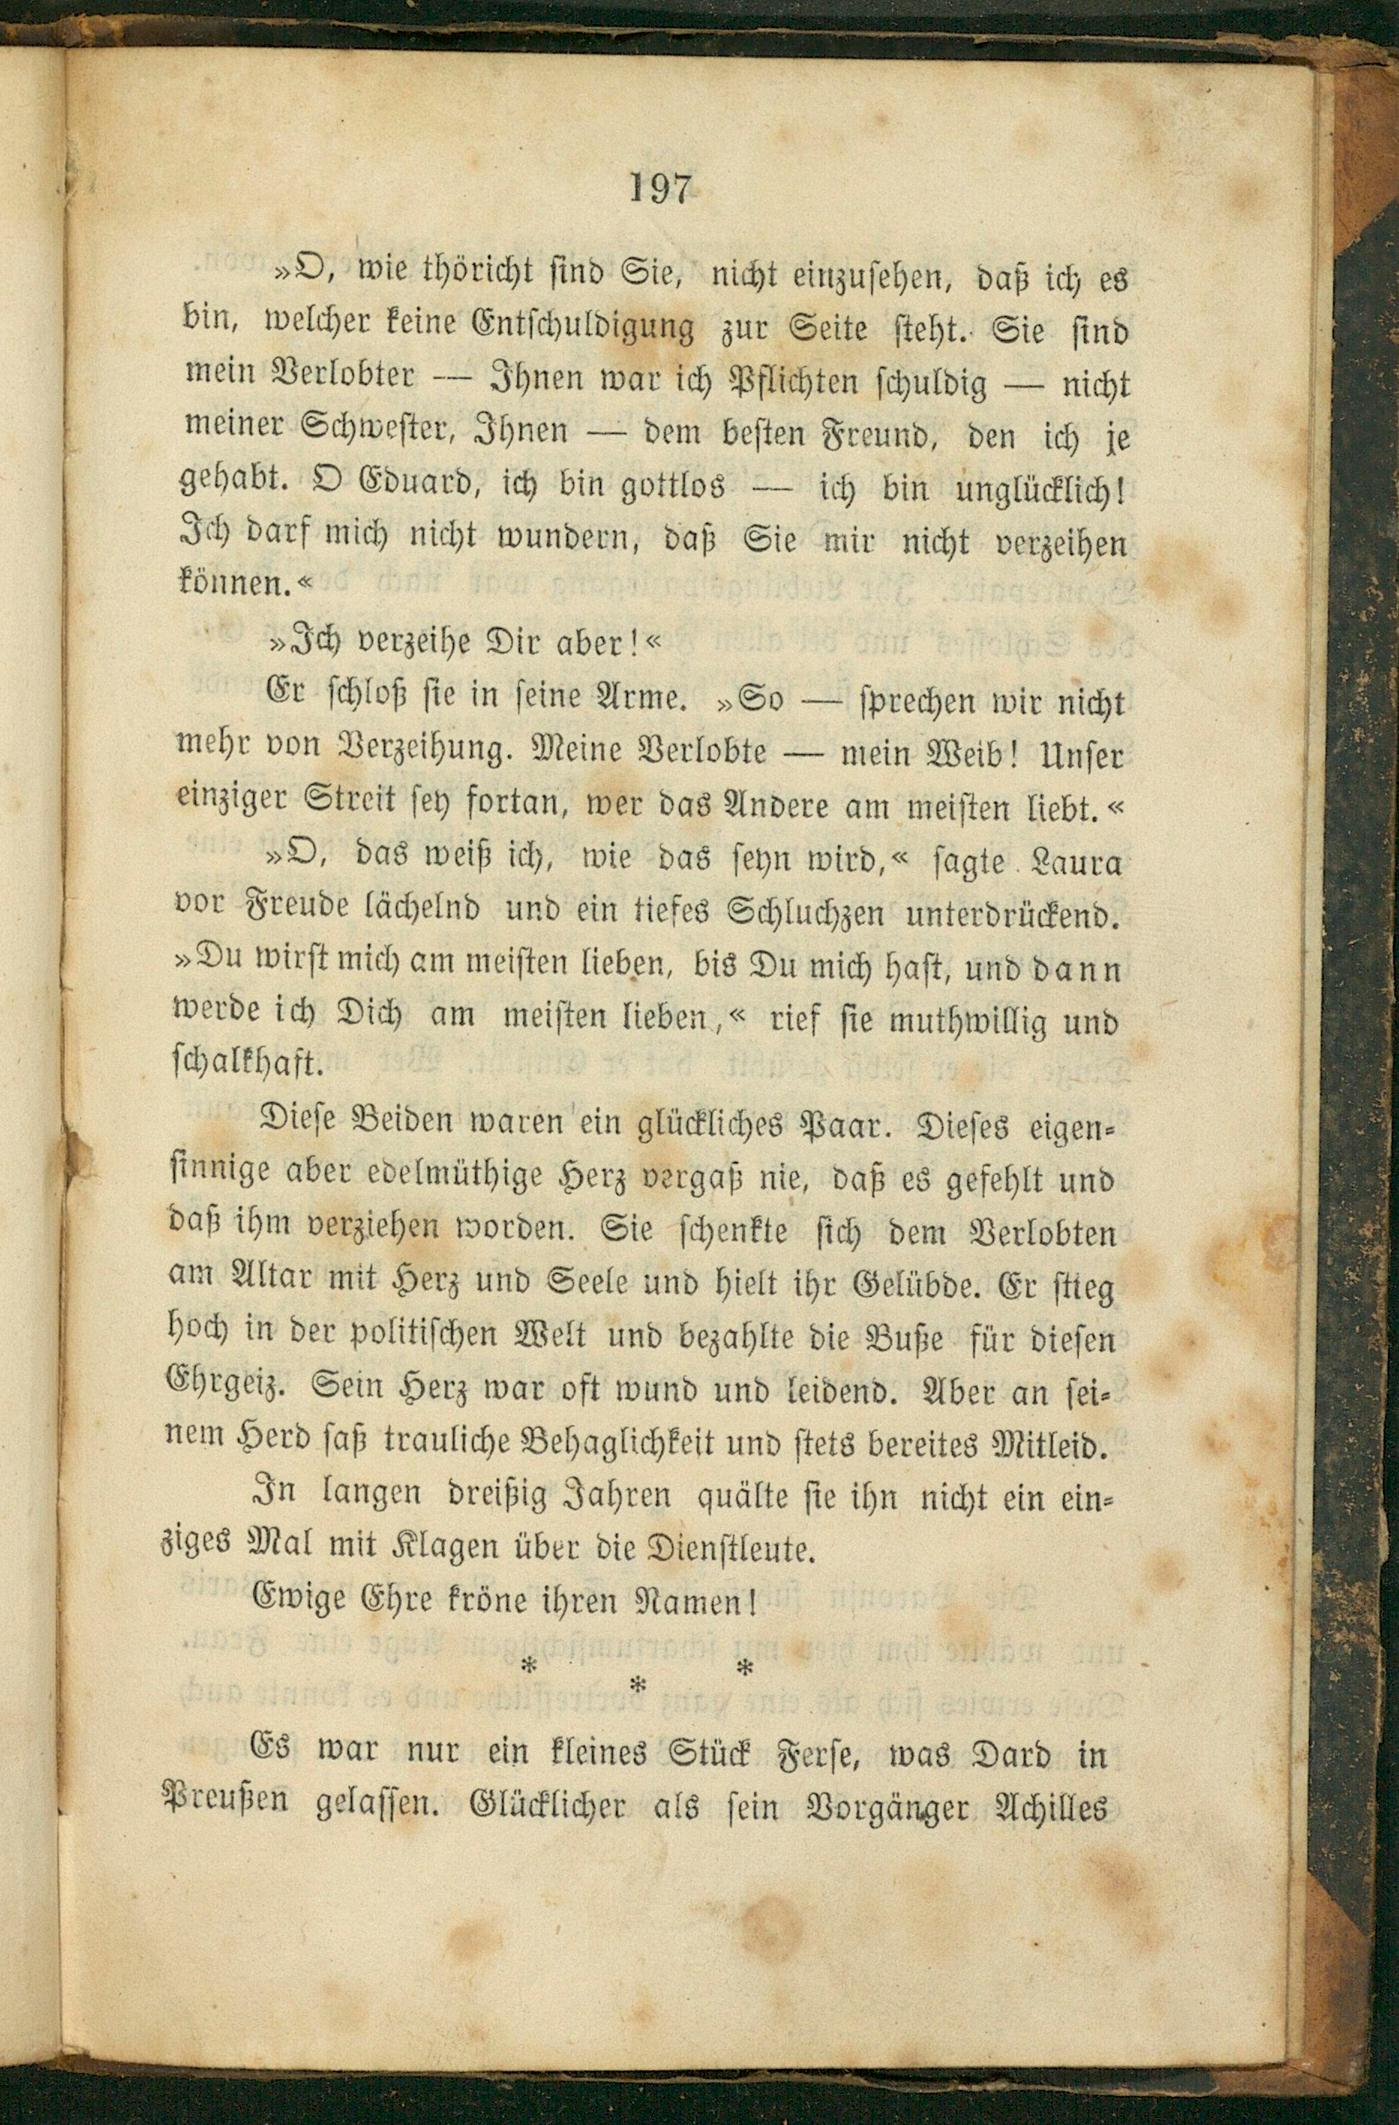 197
»O, wie thöricht sind Sie, nicht einzusehen, daß ich es
bin, welcher keine Entschuldigung zur Seite steht. Sie sind
mein Verlobter — Ihnen war ich Pflichten schuldig — nicht
meiner Schwester, Ihnen — dem besten Freund, den ich je
gehabt. O Eduard, ich bin gottlos — ich bin unglücklich!
Ich darf mich nicht wundern, daß Sie mir nicht verzeihen
können.«
»Ich verzeihe Dir aber!«
Er schloß sie in seine Arme. »So — sprechen wir nicht
mehr von Verzeihung. Meine Verlobte — mein Weib! Unser
einziger Streit sey fortan, wer das Andere am meisten liebt.«
»O, das weiß ich, wie das seyn wird,« sagte Laura
vor Freude lächelnd und ein tiefes Schluchzen unterdrückend.
»Du wirst mich am meisten lieben, bis Du mich hast, und dann
werde ich Dich am meisten lieben,« rief sie muthwillig und
schalkhaft.
Diese Beiden waren ein glückliches Paar. Dieses eigen-
sinnige aber edelmüthige Herz vergaß nie, daß es gefehlt und
daß ihm verziehen worden. Sie schenkte sich dem Verlobten
am Altar mit Herz und Seele und hielt ihr Gelübde. Er stieg
hoch in der politischen Welt und bezahlte die Buße für diesen
Ehrgeiz. Sein Herz war oft wund und leidend. Aber an sei-
nem Herd saß trauliche Behaglichkeit und stets bereites Mitleid.
In langen dreißig Jahren quälte sie ihn nicht ein ein-
ziges Mal mit Klagen über die Dienstleute.
Ewige Ehre kröne ihren Namen!
* * *
Es war nur ein kleines Stück Ferse, was Dard in
Preußen gelassen. Glücklicher als sein Vorgänger Achilles